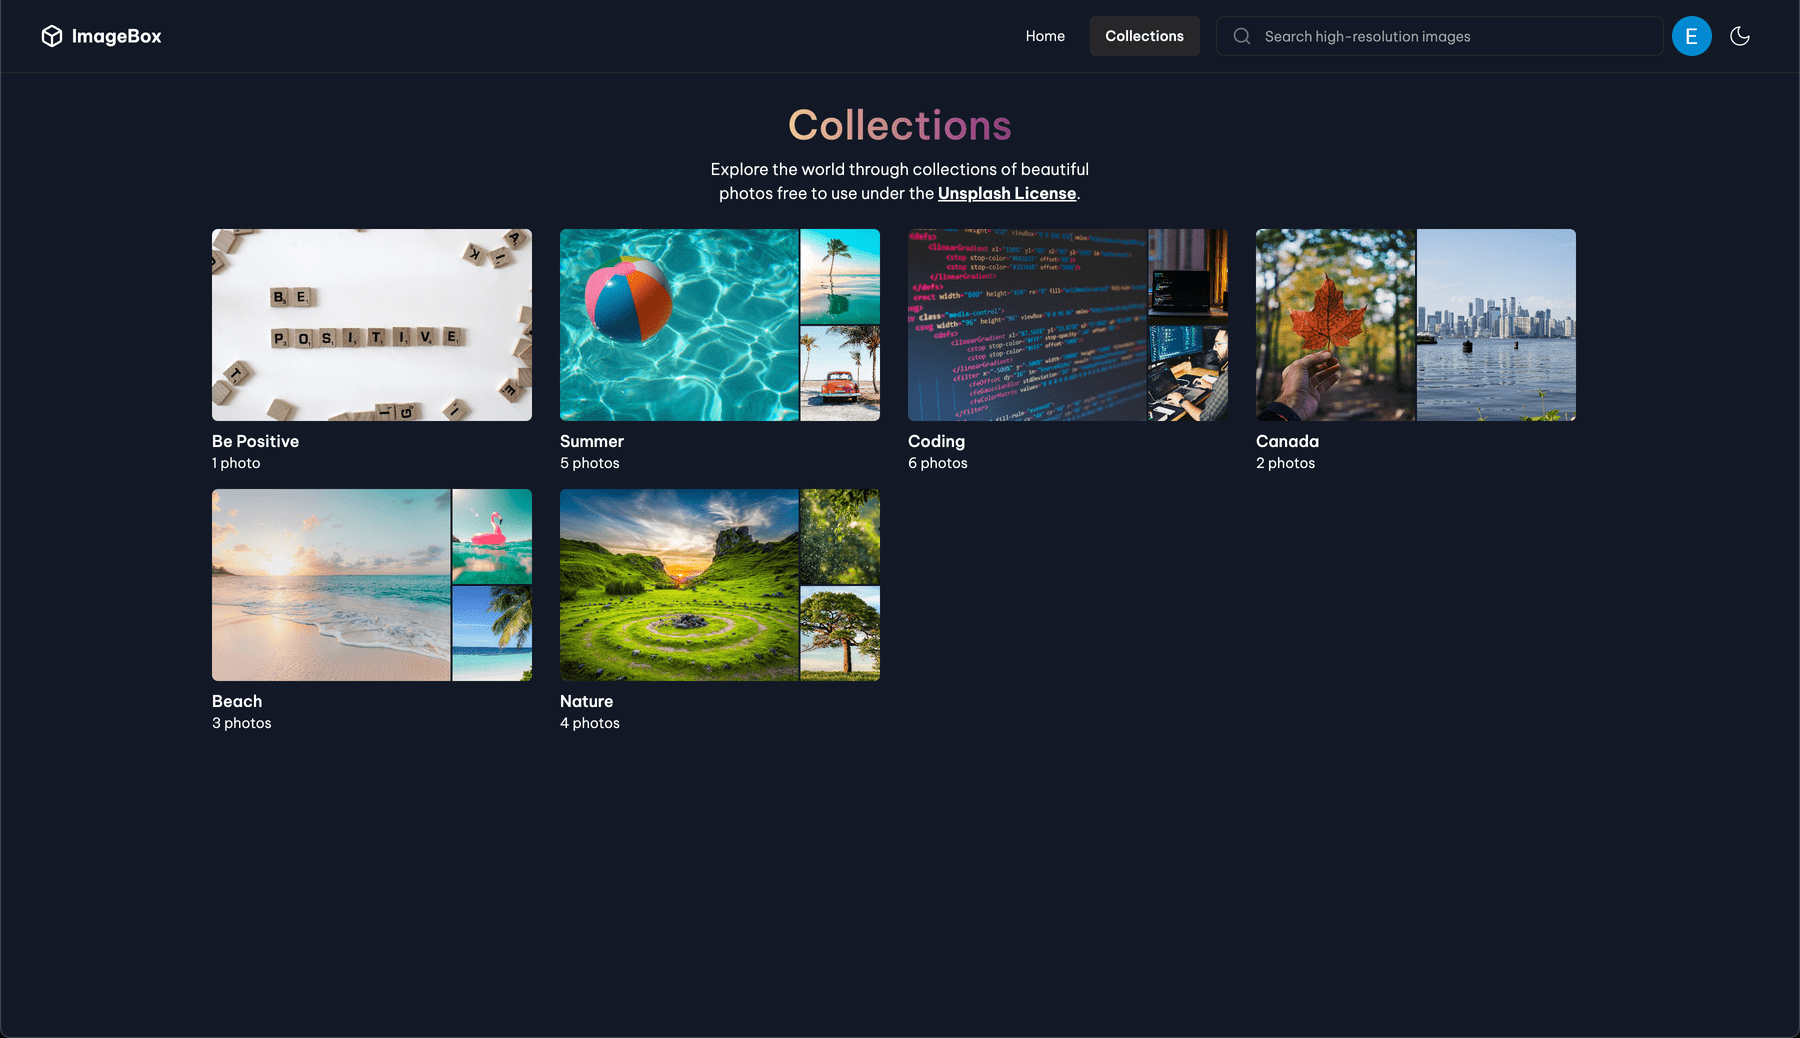 ImageBox
Home
Collections
Search high-resolution images
E
Collections
Explore the world through collections of beautiful
photos free to use under the Unsplash License.
BE
POSITIVE
Be Positive
1 photo
Summer
5 photos
Coding
6 photos
Canada
2 photos
Beach
3 photos
Nature
4 photos